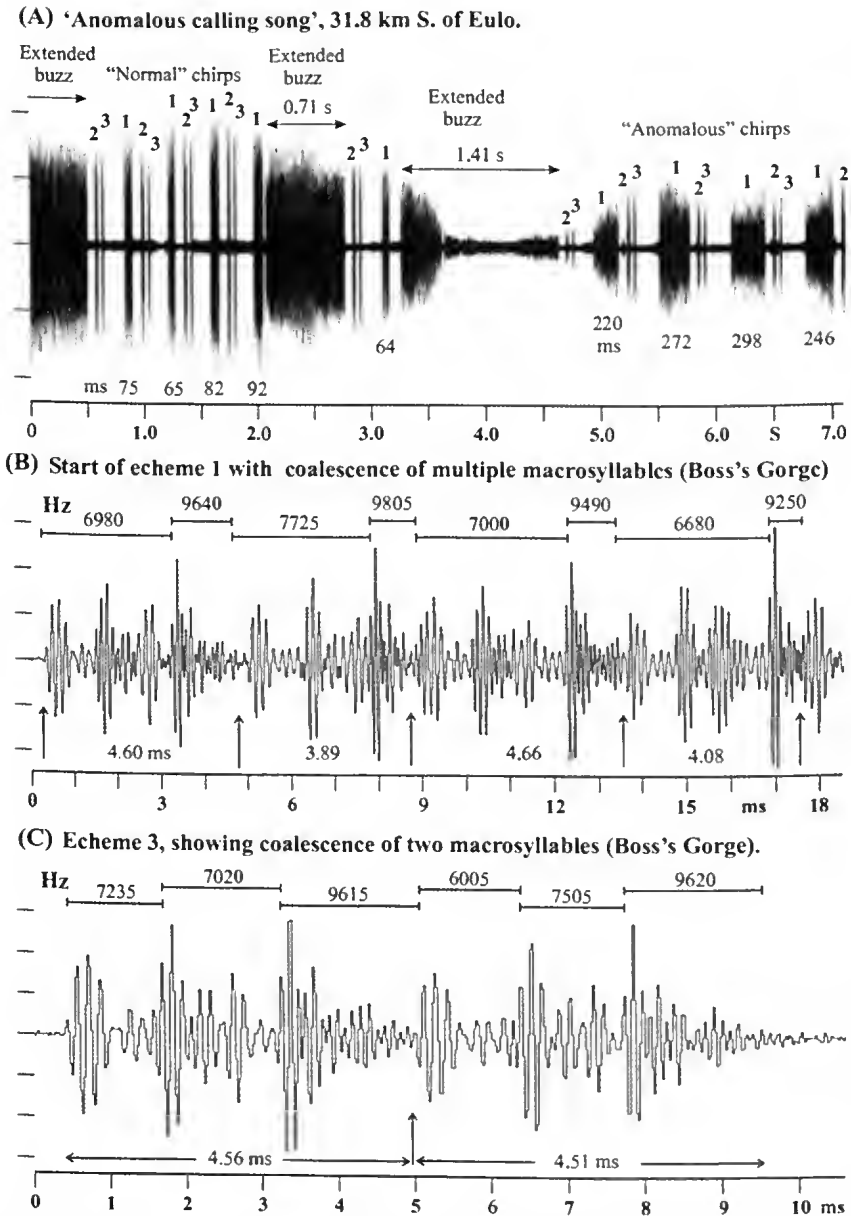 (A) 'Anomalous calling song', 31.8 km S. of Eulo.
Extended buzz
"Normal" chirps
Extended buzz
0.71 s
Extended buzz
1.41 s
"Anomalous" chirps
2 3 1 2 3 1 2 3 1 2 3 1 2 3 1 2 3 1 2 3 1 2 3 1 2 3 1 2
64
220 ms
272
298
246
ms 75 65 82 92
0 1.0 2.0 3.0 4.0 5.0 6.0 S 7.0
(B) Start of echeme 1 with coalescence of multiple macrosyllables (Boss's Gorge)
Hz
9640 9805 9490 9250
6980 7725 7000 6680
4.60 ms 3.89 4.66 4.08
0 3 6 9 12 15 ms 18
(C) Echeme 3, showing coalescence of two macrosyllables (Boss's Gorge).
Hz
7235 7020 9615 6005 7505 9620
4.56 ms 4.51 ms
0 1 2 3 4 5 6 7 8 9 10 ms